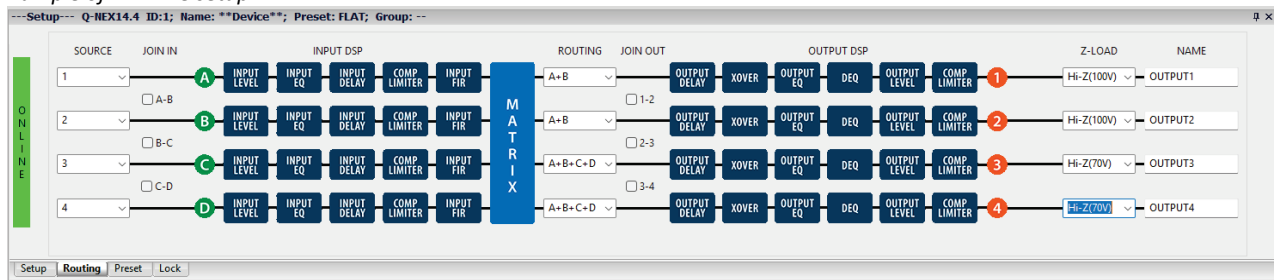 ---Setup--- Q-NEX14.4 ID:1; Name: **Device**; Preset: FLAT; Group: --
SOURCE JOIN IN INPUT DSP ROUTING JOIN OUT OUTPUT DSP Z-LOAD NAME
1 A INPUT LEVEL INPUT EQ INPUT DELAY COMP LIMITER INPUT FIR A+B OUTPUT DELAY XOVER OUTPUT EQ DEQ OUTPUT LEVEL COMP LIMITER 1 Hi-Z(100V) OUTPUT1
A-B 1-2
2 B INPUT LEVEL INPUT EQ INPUT DELAY COMP LIMITER INPUT FIR A+B OUTPUT DELAY XOVER OUTPUT EQ DEQ OUTPUT LEVEL COMP LIMITER 2 Hi-Z(100V) OUTPUT2
B-C 2-3
3 C INPUT LEVEL INPUT EQ INPUT DELAY COMP LIMITER INPUT FIR A+B+C+D OUTPUT DELAY XOVER OUTPUT EQ DEQ OUTPUT LEVEL COMP LIMITER 3 Hi-Z(70V) OUTPUT3
C-D 3-4
4 D INPUT LEVEL INPUT EQ INPUT DELAY COMP LIMITER INPUT FIR A+B+C+D OUTPUT DELAY XOVER OUTPUT EQ DEQ OUTPUT LEVEL COMP LIMITER 4 Hi-Z(70V) OUTPUT4
ONLINE
MATRIX
Setup Routing Preset Lock